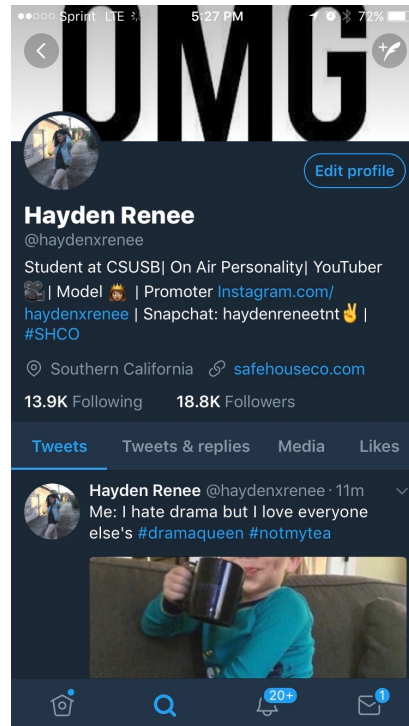 Sprint LTE 5:27 PM 72%
OMG
Edit profile
Hayden Renee
@haydenxrenee
Student at CSUSB| On Air Personality| YouTuber
🎥| Model 👸 | Promoter Instagram.com/
haydenxrenee | Snapchat: haydenreneetnt✌️|
#SHCO
Southern California safehouseco.com
13.9K Following 18.8K Followers
Tweets Tweets & replies Media Likes
Hayden Renee @haydenxrenee · 11m
Me: I hate drama but I love everyone
else's #dramaqueen #notmytea
20+ 1